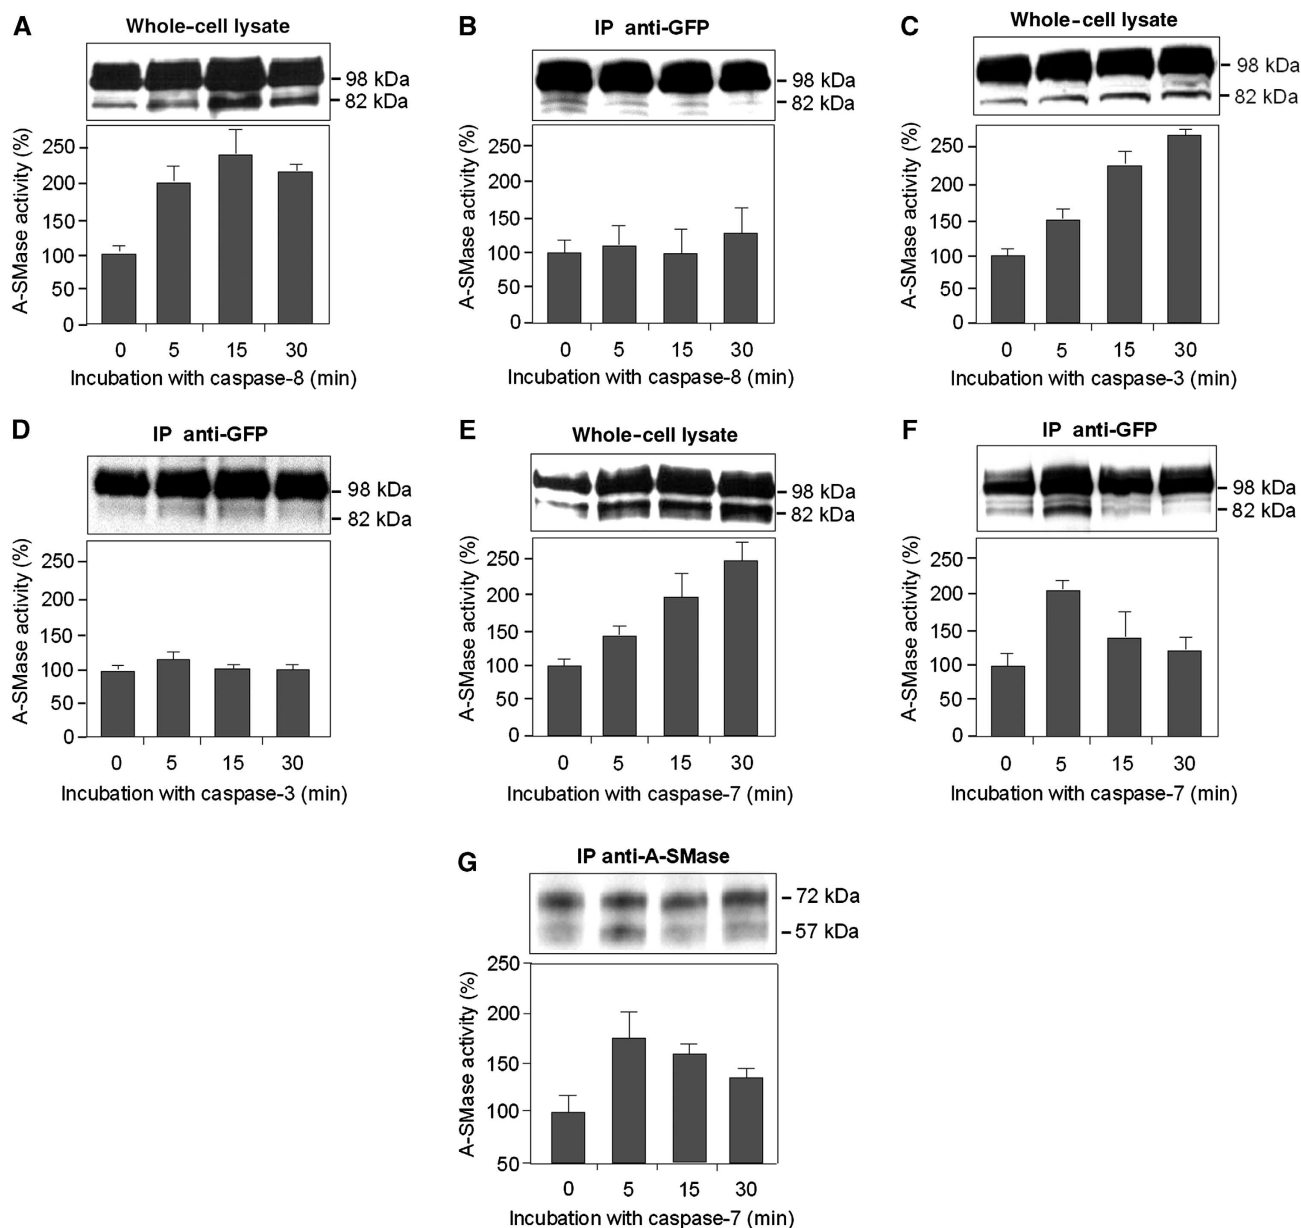 A
Whole-cell lysate
98 kDa
82 kDa
A-SMase activity (%)
250
200
150
100
50
0
0 5 15 30
Incubation with caspase-8 (min)
B
IP anti-GFP
98 kDa
82 kDa
A-SMase activity (%)
250
200
150
100
50
0
0 5 15 30
Incubation with caspase-8 (min)
C
Whole-cell lysate
98 kDa
82 kDa
A-SMase activity (%)
250
200
150
100
50
0
0 5 15 30
Incubation with caspase-3 (min)
D
IP anti-GFP
98 kDa
82 kDa
A-SMase activity (%)
250
200
150
100
50
0
0 5 15 30
Incubation with caspase-3 (min)
E
Whole-cell lysate
98 kDa
82 kDa
A-SMase activity (%)
250
200
150
100
50
0
0 5 15 30
Incubation with caspase-7 (min)
F
IP anti-GFP
98 kDa
82 kDa
A-SMase activity (%)
250
200
150
100
50
0
0 5 15 30
Incubation with caspase-7 (min)
G
IP anti-A-SMase
72 kDa
57 kDa
A-SMase activity (%)
250
200
150
100
50
0 5 15 30
Incubation with caspase-7 (min)